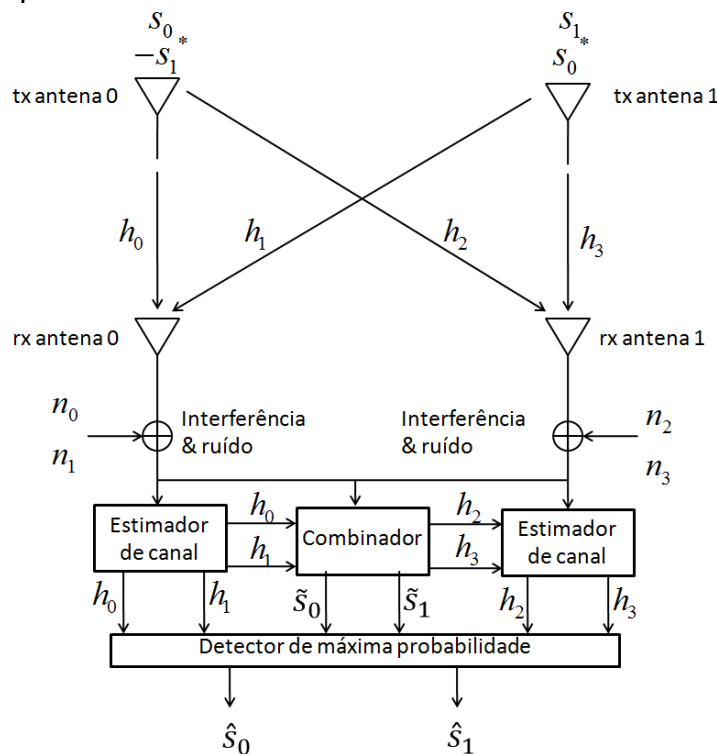 s₀ s₁
−s₁* s₀*
tx antena 0 tx antena 1
h₀ h₁ h₂ h₃
rx antena 0 rx antena 1
n₀ Interferência Interferência n₂
n₁ & ruído & ruído n₃
Estimador de canal h₀ h₁ Combinador h₂ h₃ Estimador de canal
h₀ h₁ s̃₀ s̃₁ h₂ h₃
Detector de máxima probabilidade
ŝ₀ ŝ₁